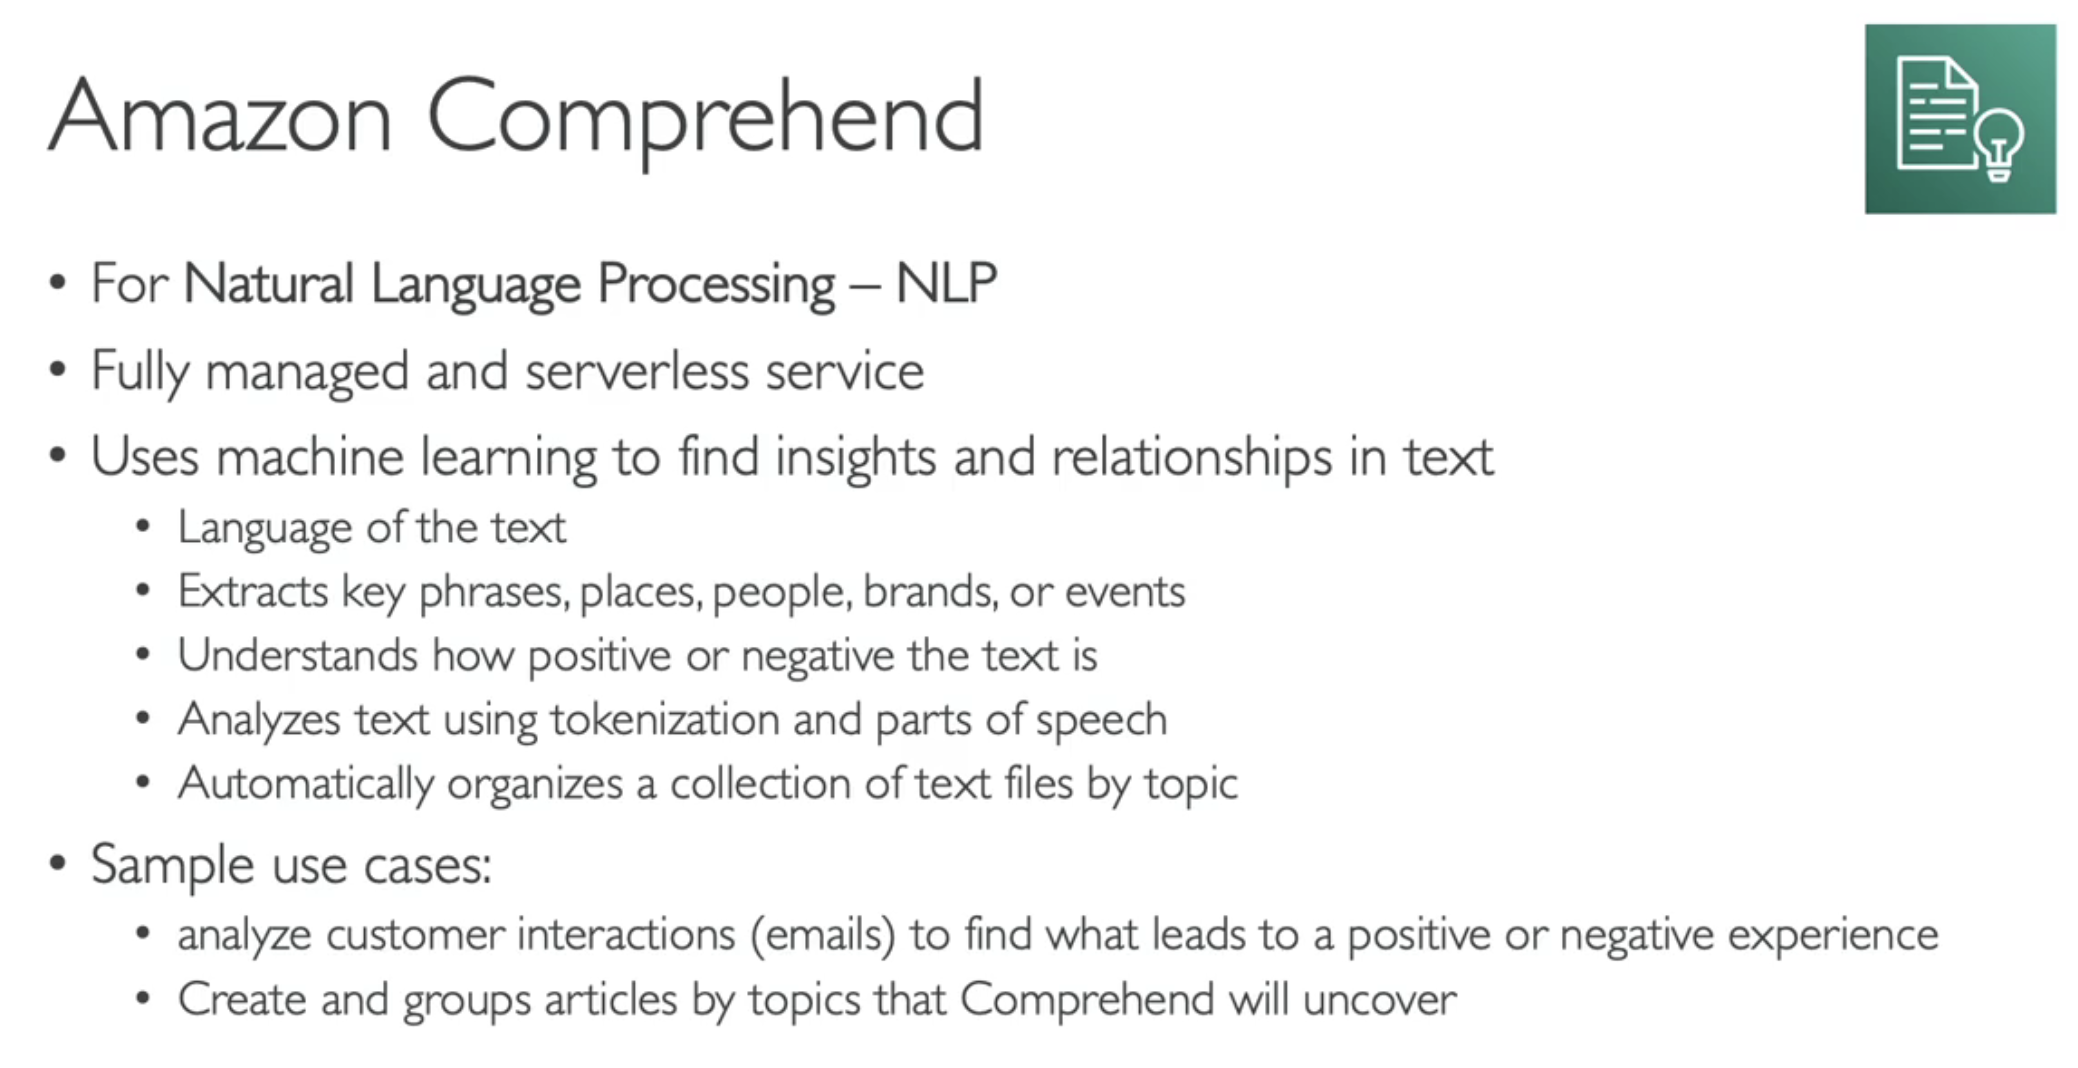 Amazon Comprehend
• For Natural Language Processing – NLP
• Fully managed and serverless service
• Uses machine learning to find insights and relationships in text
• Language of the text
• Extracts key phrases, places, people, brands, or events
• Understands how positive or negative the text is
• Analyzes text using tokenization and parts of speech
• Automatically organizes a collection of text files by topic
• Sample use cases:
• analyze customer interactions (emails) to find what leads to a positive or negative experience
• Create and groups articles by topics that Comprehend will uncover